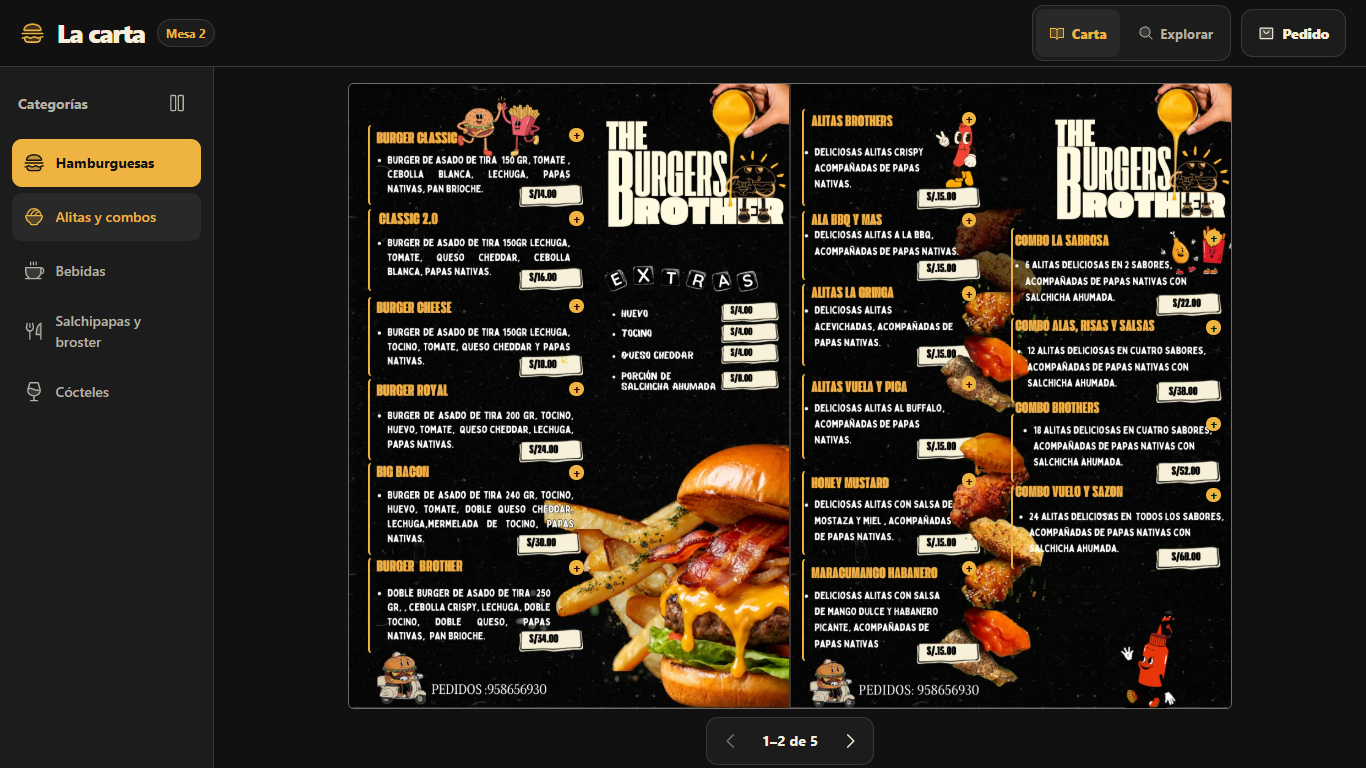 La carta
Mesa 2
Carta
Explorar
Pedido
Categorías
Hamburguesas
Alitas y combos
Bebidas
Salchipapas y
broster
Cócteles
BURGER CLASSIC
BURGER DE ASADO DE TIRA 150 GR, TOMATE ,
CEBOLLA BLANCA, LECHUGA, PAPAS
NATIVAS, PAN BRIOCHE.
S/14.00
CLASSIC 2.0
BURGER DE ASADO DE TIRA 150GR LECHUGA,
TOMATE, QUESO CHEDDAR, CEBOLLA
BLANCA, PAPAS NATIVAS.
S/16.00
BURGER CHEESE
BURGER DE ASADO DE TIRA 150GR LECHUGA,
TOCINO, TOMATE, QUESO CHEDDAR Y PAPAS
NATIVAS.
S/18.00
BURGER ROYAL
BURGER DE ASADO DE TIRA 200 GR, TOCINO,
HUEVO, TOMATE, QUESO CHEDDAR, LECHUGA,
PAPAS NATIVAS.
S/24.00
BIG BACON
BURGER DE ASADO DE TIRA 240 GR, TOCINO,
HUEVO, TOMATE, DOBLE QUESO CHEDDAR,
LECHUGA,MERMELADA DE TOCINO, PAPAS
NATIVAS.
S/30.00
BURGER BROTHER
DOBLE BURGER DE ASADO DE TIRA 250
GR, , CEBOLLA CRISPY, LECHUGA, DOBLE
TOCINO, DOBLE QUESO, PAPAS
NATIVAS, PAN BRIOCHE.
S/34.00
PEDIDOS :958656930
THE
BURGERS
BROTHER
EXTRAS
HUEVO
S/4.00
TOCINO
S/4.00
QUESO CHEDDAR
S/4.00
PORCIÓN DE
SALCHICHA AHUMADA
S/8.00
ALITAS BROTHERS
DELICIOSAS ALITAS CRISPY
ACOMPAÑADAS DE PAPAS
NATIVAS.
S/.15.00
ALA BBQ Y MAS
DELICIOSAS ALITAS A LA BBQ,
ACOMPAÑADAS DE PAPAS NATIVAS.
S/.15.00
ALITAS LA GRINGA
DELICIOSAS ALITAS
ACEVICHADAS, ACOMPAÑADAS DE
PAPAS NATIVAS.
S/.15.00
ALITAS VUELA Y PICA
DELICIOSAS ALITAS AL BUFFALO,
ACOMPAÑADAS DE PAPAS
NATIVAS.
S/.15.00
HONEY MUSTARD
DELICIOSAS ALITAS CON SALSA DE
MOSTAZA Y MIEL , ACOMPAÑADAS
DE PAPAS NATIVAS.
S/.15.00
MARACUMANGO HABANERO
DELICIOSAS ALITAS CON SALSA
DE MANGO DULCE Y HABANERO
PICANTE, ACOMPAÑADAS DE
PAPAS NATIVAS
S/.15.00
PEDIDOS: 958656930
THE
BURGERS
BROTHER
COMBO LA SABROSA
6 ALITAS DELICIOSAS EN 2 SABORES,
ACOMPAÑADAS DE PAPAS NATIVAS CON
SALCHICHA AHUMADA.
S/22.00
COMBO ALAS, RISAS Y SALSAS
12 ALITAS DELICIOSAS EN CUATRO SABORES,
ACOMPAÑADAS DE PAPAS NATIVAS CON
SALCHICHA AHUMADA.
S/38.00
COMBO BROTHERS
18 ALITAS DELICIOSAS EN CUATRO SABORES,
ACOMPAÑADAS DE PAPAS NATIVAS CON
SALCHICHA AHUMADA.
S/52.00
COMBO VUELO Y SAZON
24 ALITAS DELICIOSAS EN TODOS LOS SABORES,
ACOMPAÑADAS DE PAPAS NATIVAS CON
SALCHICHA AHUMADA.
S/68.00
1–2 de 5